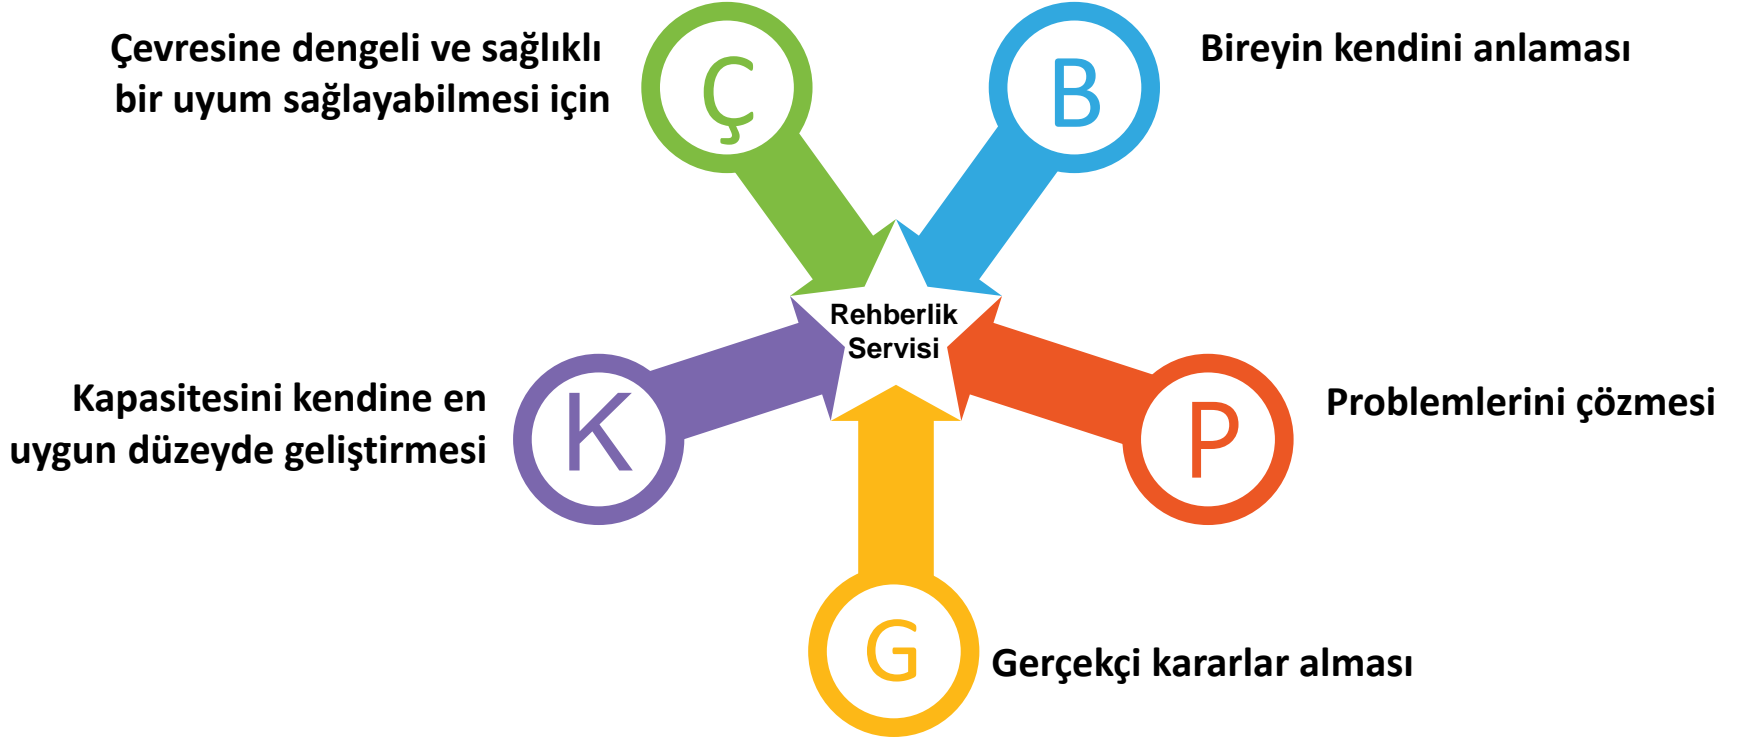 Çevresine dengeli ve sağlıklı
bir uyum sağlayabilmesi için
Ç
B
Bireyin kendini anlaması
Rehberlik
Servisi
Kapasitesini kendine en
uygun düzeyde geliştirmesi
K
P
Problemlerini çözmesi
G
Gerçekçi kararlar alması